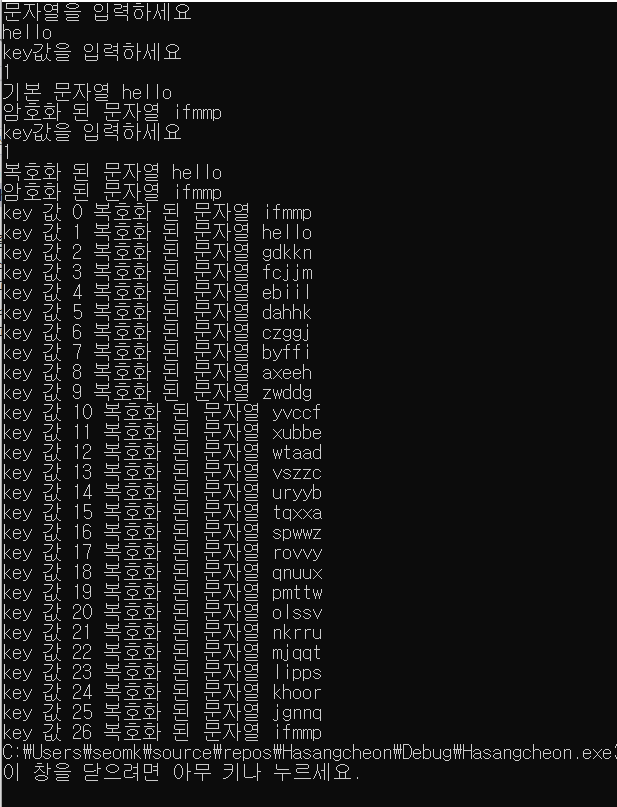 문자열을 입력하세요
hello
key값을 입력하세요
1
기본 문자열 hello
암호화 된 문자열 ifmmp
key값을 입력하세요
1
복호화 된 문자열 hello
암호화 된 문자열 ifmmp
key 값 0 복호화 된 문자열 ifmmp
key 값 1 복호화 된 문자열 hello
key 값 2 복호화 된 문자열 gdkkn
key 값 3 복호화 된 문자열 fcjjm
key 값 4 복호화 된 문자열 ebiil
key 값 5 복호화 된 문자열 dahhk
key 값 6 복호화 된 문자열 czggj
key 값 7 복호화 된 문자열 byffi
key 값 8 복호화 된 문자열 axeeh
key 값 9 복호화 된 문자열 zwddg
key 값 10 복호화 된 문자열 yvccf
key 값 11 복호화 된 문자열 xubbe
key 값 12 복호화 된 문자열 wtaad
key 값 13 복호화 된 문자열 vszzc
key 값 14 복호화 된 문자열 uryyb
key 값 15 복호화 된 문자열 tqxxa
key 값 16 복호화 된 문자열 spwwz
key 값 17 복호화 된 문자열 rovvy
key 값 18 복호화 된 문자열 qnuux
key 값 19 복호화 된 문자열 pmttw
key 값 20 복호화 된 문자열 olssv
key 값 21 복호화 된 문자열 nkrru
key 값 22 복호화 된 문자열 mjqqt
key 값 23 복호화 된 문자열 lipps
key 값 24 복호화 된 문자열 khoor
key 값 25 복호화 된 문자열 jgnnq
key 값 26 복호화 된 문자열 ifmmp
C:₩Users₩seomk₩source₩repos₩Hasangcheon₩Debug₩Hasangcheon.exe
이 창을 닫으려면 아무 키나 누르세요.